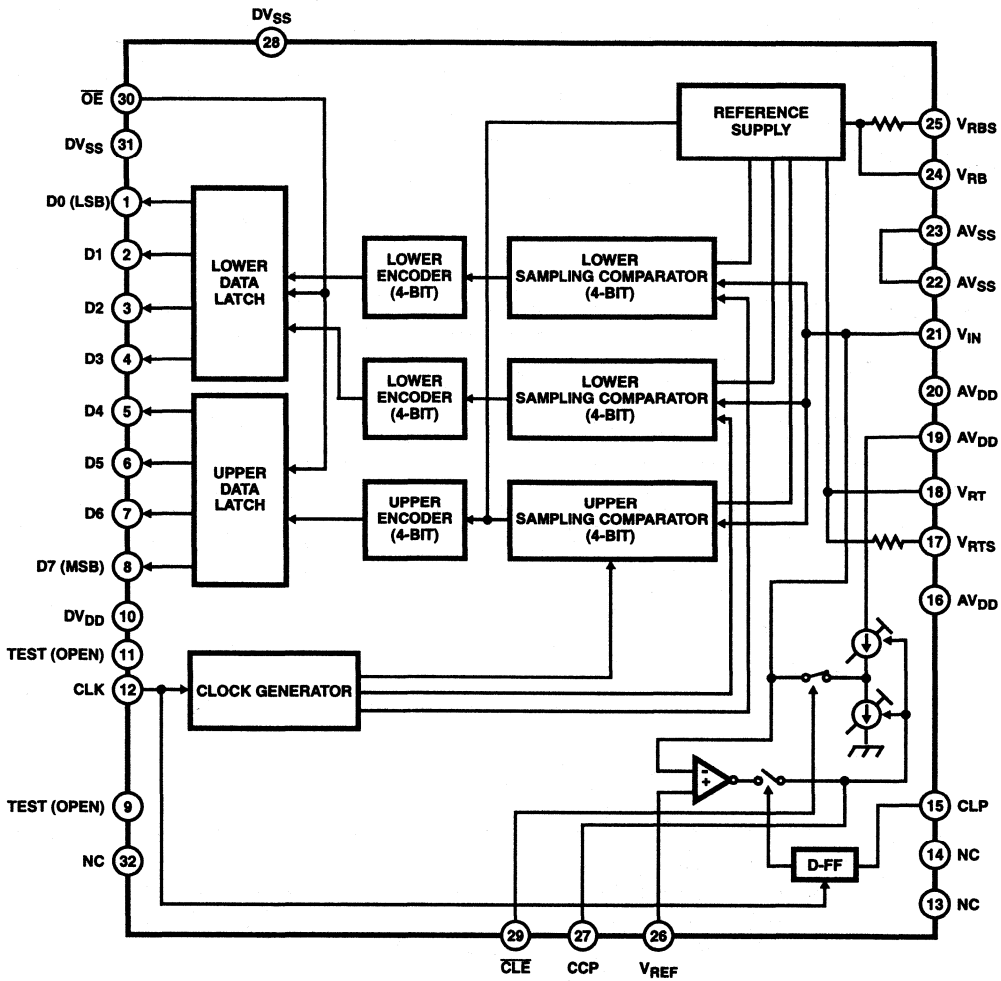 DVSS
28
OE
30
DVSS
31
D0 (LSB)
1
D1
2
D2
3
D3
4
D4
5
D5
6
D6
7
D7 (MSB)
8
DVDD
10
TEST (OPEN)
11
CLK
12
TEST (OPEN)
9
NC
32
LOWER
DATA
LATCH
UPPER
DATA
LATCH
LOWER
ENCODER
(4-BIT)
LOWER
ENCODER
(4-BIT)
UPPER
ENCODER
(4-BIT)
LOWER
SAMPLING COMPARATOR
(4-BIT)
LOWER
SAMPLING COMPARATOR
(4-BIT)
UPPER
SAMPLING COMPARATOR
(4-BIT)
REFERENCE
SUPPLY
CLOCK GENERATOR
-
+
D-FF
25
VRBS
24
VRB
23
AVSS
22
AVSS
21
VIN
20
AVDD
19
AVDD
18
VRT
17
VRTS
16
AVDD
15
CLP
14
NC
13
NC
29
CLE
27
CCP
26
VREF